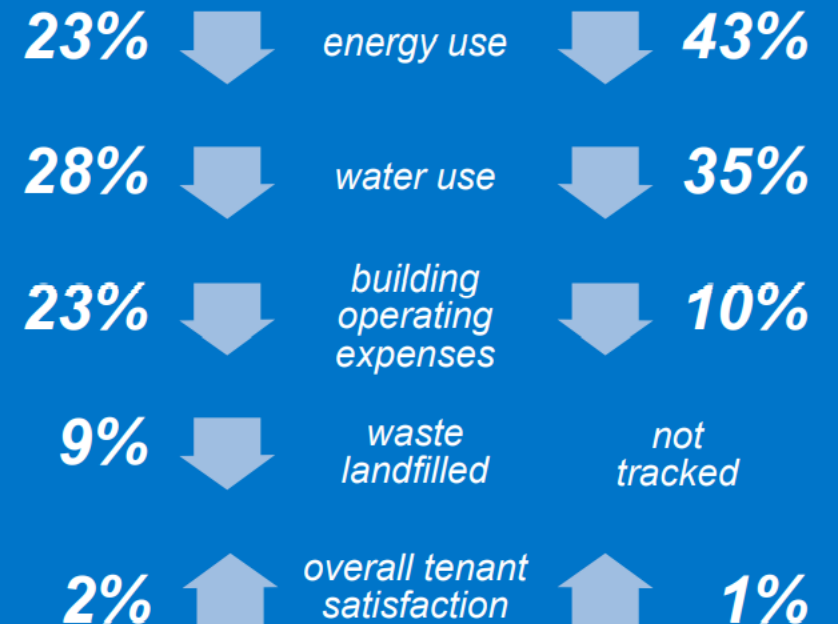 23% energy use 43%
28% water use 35%
building
operating
expenses
23% 10%
9% waste
landfilled
not
tracked
overall tenant
satisfaction
2% 1%